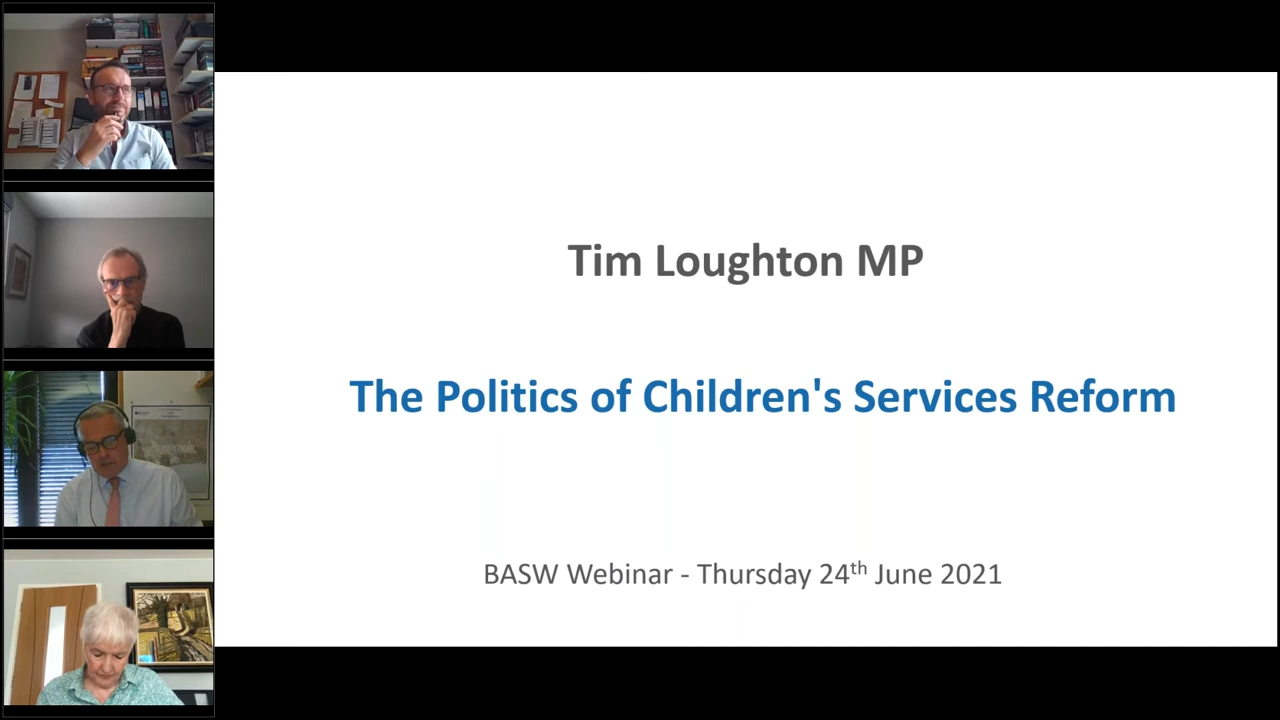 Tim Loughton MP
The Politics of Children's Services Reform
BASW Webinar - Thursday 24th June 2021